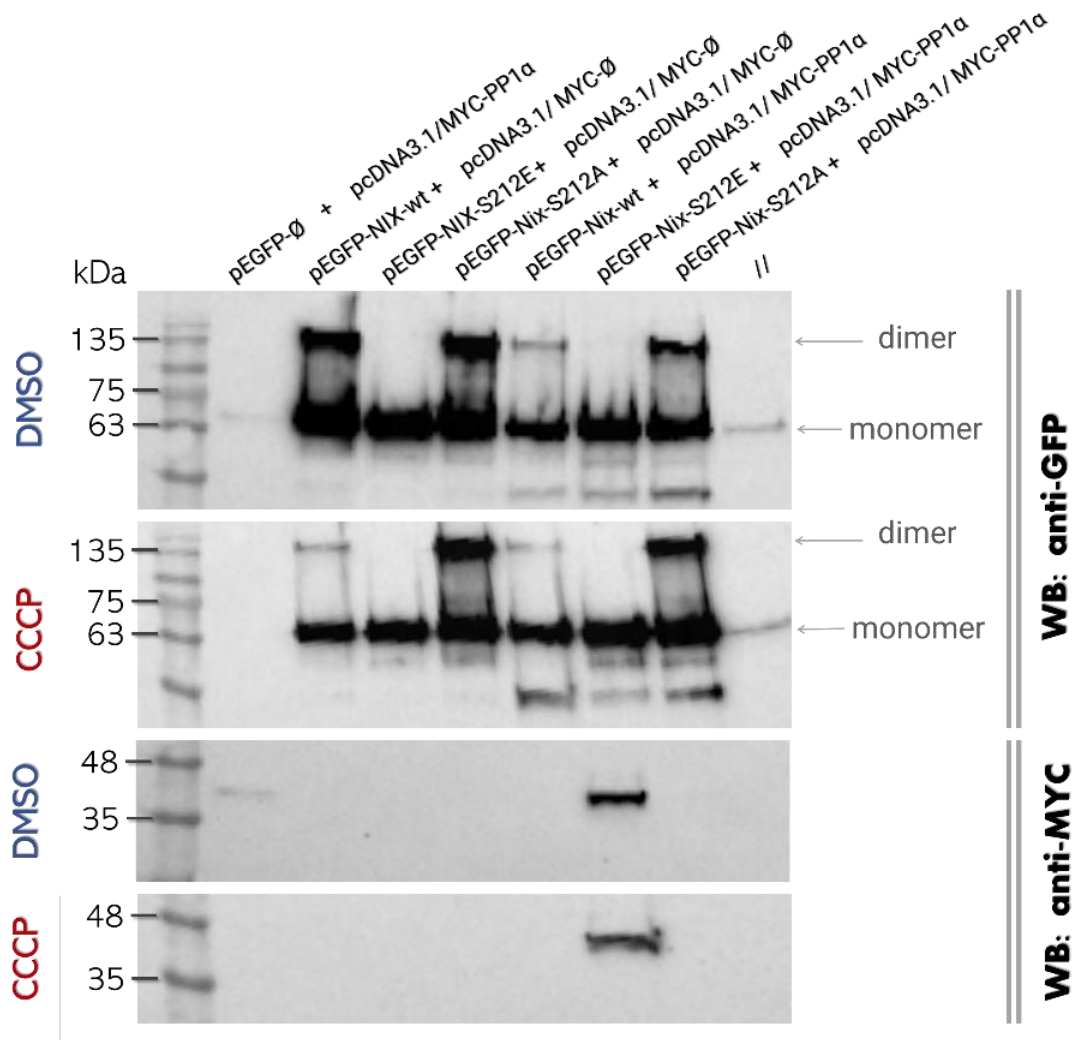 pEGFP-Ø + pcDNA3.1/MYC-PP1α
pEGFP-NIX-wt + pcDNA3.1/ MYC-Ø
pEGFP-NIX-S212E+ pcDNA3.1/ MYC-Ø
pEGFP-Nix-S212A + pcDNA3.1/ MYC-Ø
pEGFP-Nix-wt + pcDNA3.1/ MYC-PP1α
pEGFP-Nix-S212E + pcDNA3.1/ MYC-PP1α
pEGFP-Nix-S212A + pcDNA3.1/ MYC-PP1α
//
kDa
DMSO
135
75
63
dimer
monomer
CCCP
135
75
63
dimer
monomer
WB: anti-GFP
DMSO
48
35
CCCP
48
35
WB: anti-MYC